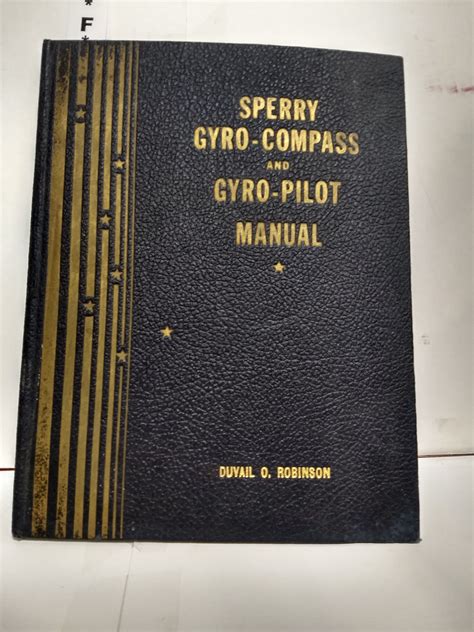 * F *
SPERRY
GYRO-COMPASS
AND
GYRO-PILOT
MANUAL
DUVAIL O. ROBINSON